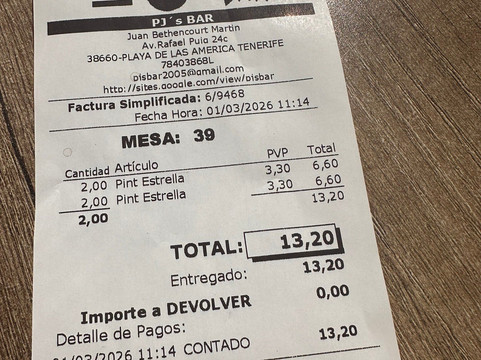 PJ´s BAR
Juan Bethencourt Martin
Av.Rafael Puig 24c
38660-PLAYA DE LAS AMERICA TENERIFE
78403868L
pjsbar2005@gmail.com
http://sites.google.com/view/pjsbar
Factura Simplificada: 6/9468
Fecha Hora: 01/03/2026 11:14
MESA: 39
Cantidad Artículo PVP Total
2,00 Pint Estrella 3,30 6,60
2,00 Pint Estrella 3,30 6,60
2,00 13,20
TOTAL: 13,20
Entregado: 13,20
Importe a DEVOLVER 0,00
Detalle de Pagos:
01/03/2026 11:14 CONTADO 13,20